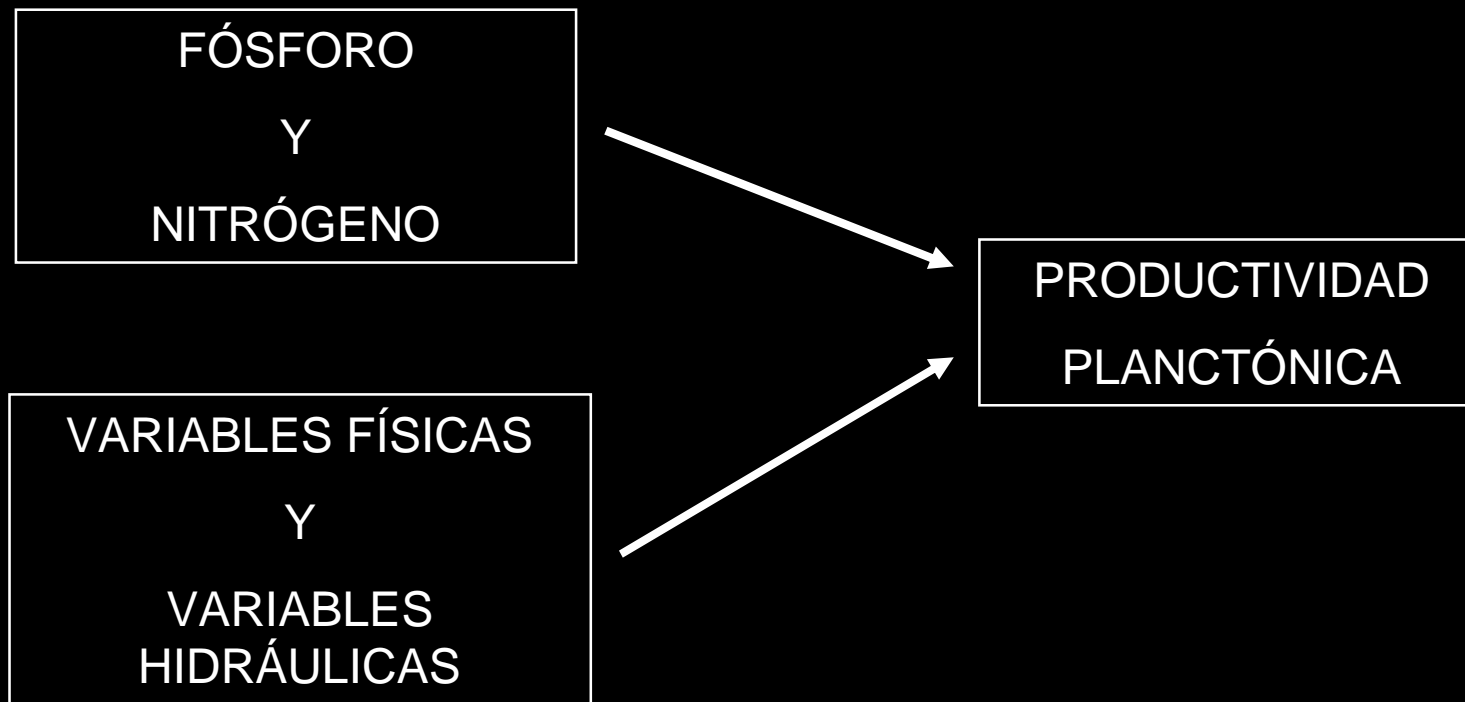 FÓSFORO
Y
NITRÓGENO
VARIABLES FÍSICAS
Y
VARIABLES
HIDRÁULICAS
PRODUCTIVIDAD
PLANCTÓNICA